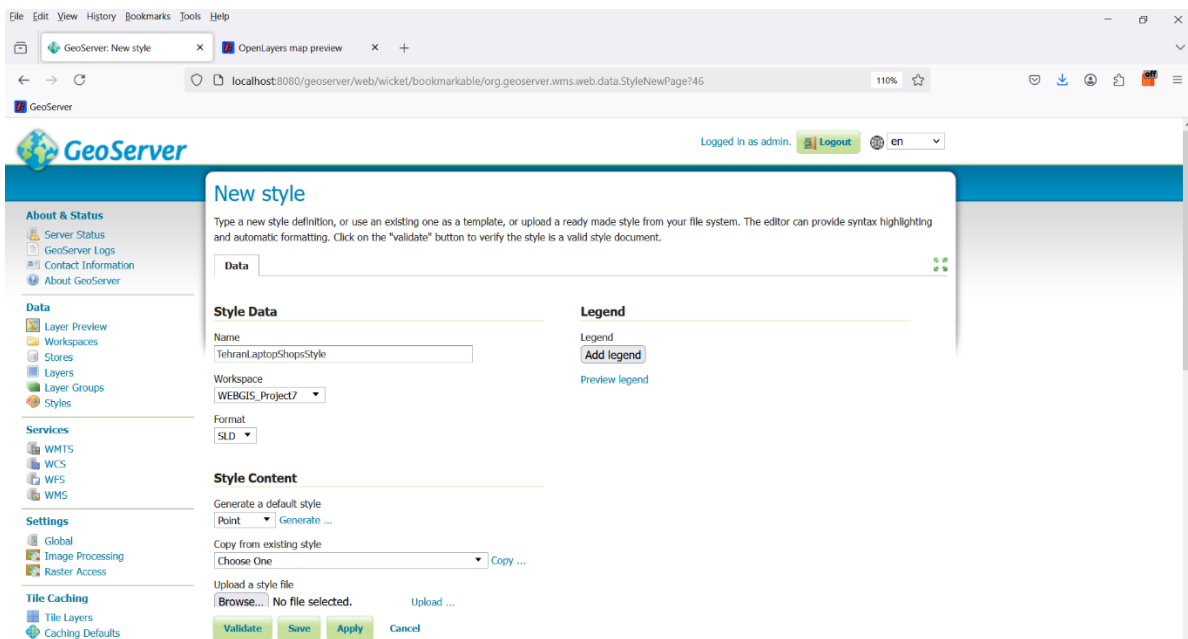 File Edit View History Bookmarks Tools Help
GeoServer: New style
OpenLayers map preview
localhost:8080/geoserver/web/wicket/bookmarkable/org.geoserver.wms.web.data.StyleNewPage?46
110%
off
GeoServer
GeoServer
Logged in as admin.
Logout
en
About & Status
Server Status
GeoServer Logs
Contact Information
About GeoServer
Data
Layer Preview
Workspaces
Stores
Layers
Layer Groups
Styles
Services
WMTS
WCS
WFS
WMS
Settings
Global
Image Processing
Raster Access
Tile Caching
Tile Layers
Caching Defaults
New style
Type a new style definition, or use an existing one as a template, or upload a ready made style from your file system. The editor can provide syntax highlighting
and automatic formatting. Click on the "validate" button to verify the style is a valid style document.
Data
Style Data
Name
TehranLaptopShopsStyle
Workspace
WEBGIS_Project7
Format
SLD
Style Content
Generate a default style
Point Generate ...
Copy from existing style
Choose One Copy ...
Upload a style file
Browse... No file selected. Upload ...
Validate Save Apply Cancel
Legend
Legend
Add legend
Preview legend